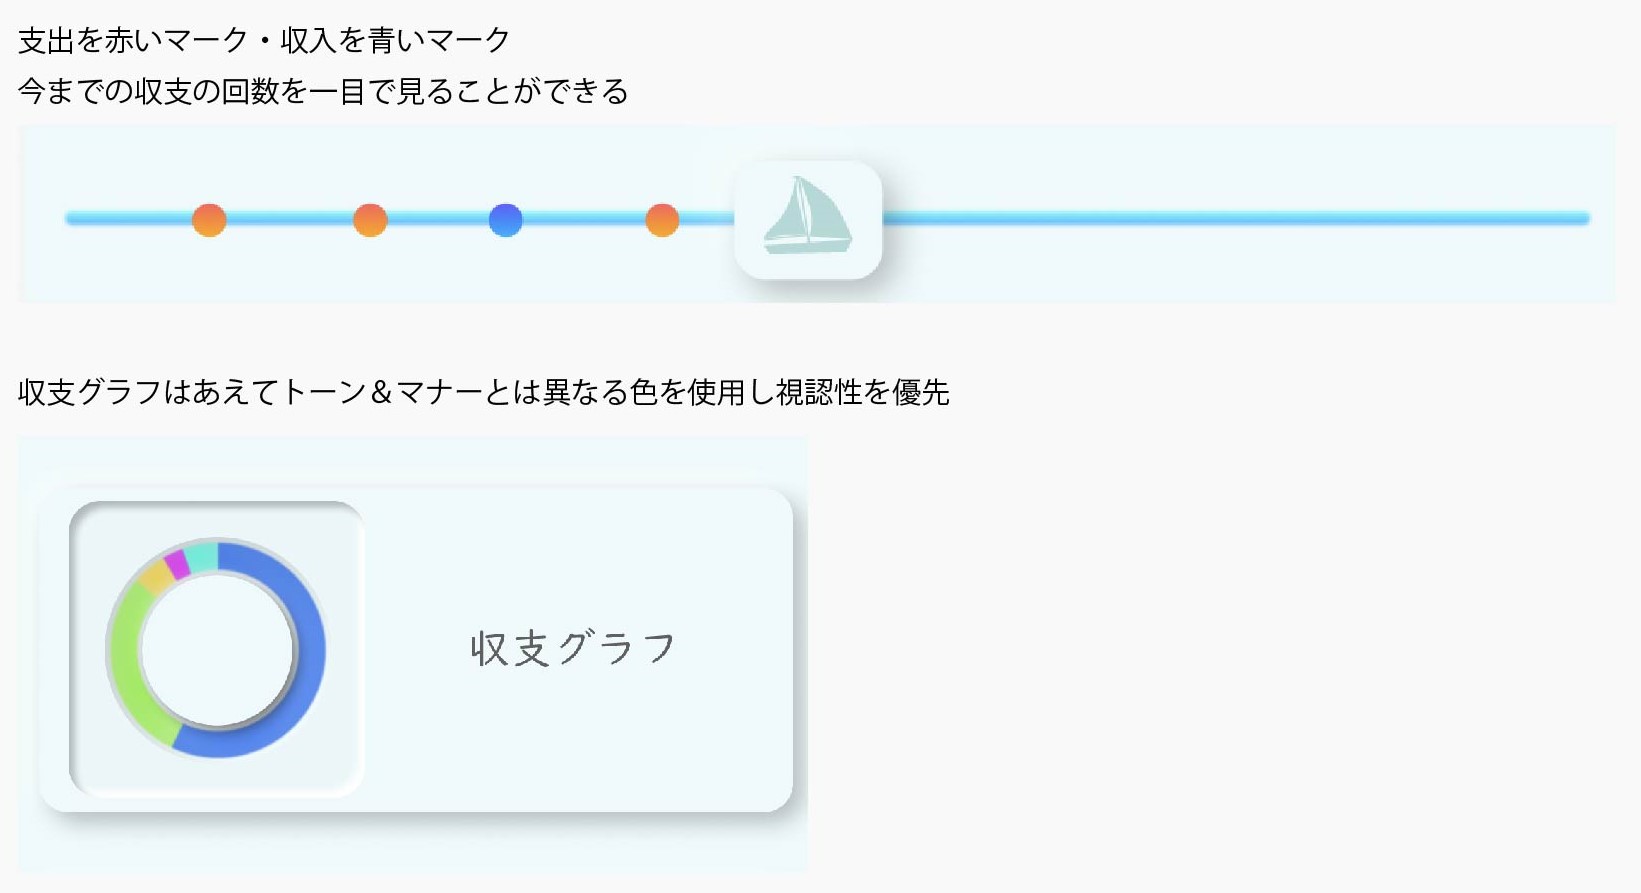 支出を赤いマーク・収入を青いマーク
今までの収支の回数を一目で見ることができる
収支グラフはあえてトーン＆マナーとは異なる色を使用し視認性を優先
収支グラフ